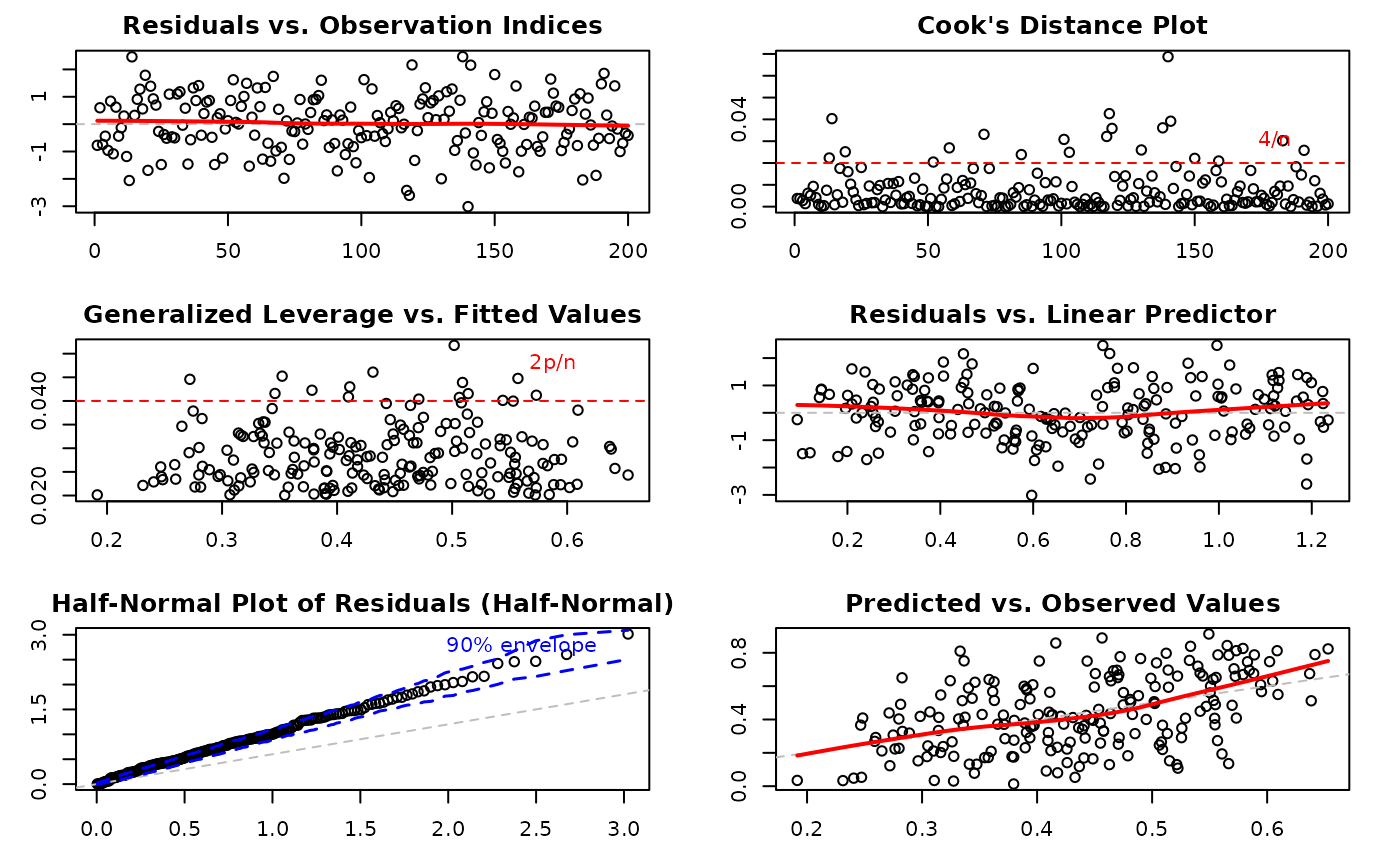 Residuals vs. Observation Indices
1
-1
-3
0 50 100 150 200
Cook's Distance Plot
0.04
0.00
4/n
0 50 100 150 200
Generalized Leverage vs. Fitted Values
0.040
0.020
2p/n
0.2 0.3 0.4 0.5 0.6
Residuals vs. Linear Predictor
1
-1
-3
0.2 0.4 0.6 0.8 1.0 1.2
Half-Normal Plot of Residuals (Half-Normal)
3.0
1.5
0.0
90% envelope
0.0 0.5 1.0 1.5 2.0 2.5 3.0
Predicted vs. Observed Values
0.8
0.4
0.0
0.2 0.3 0.4 0.5 0.6